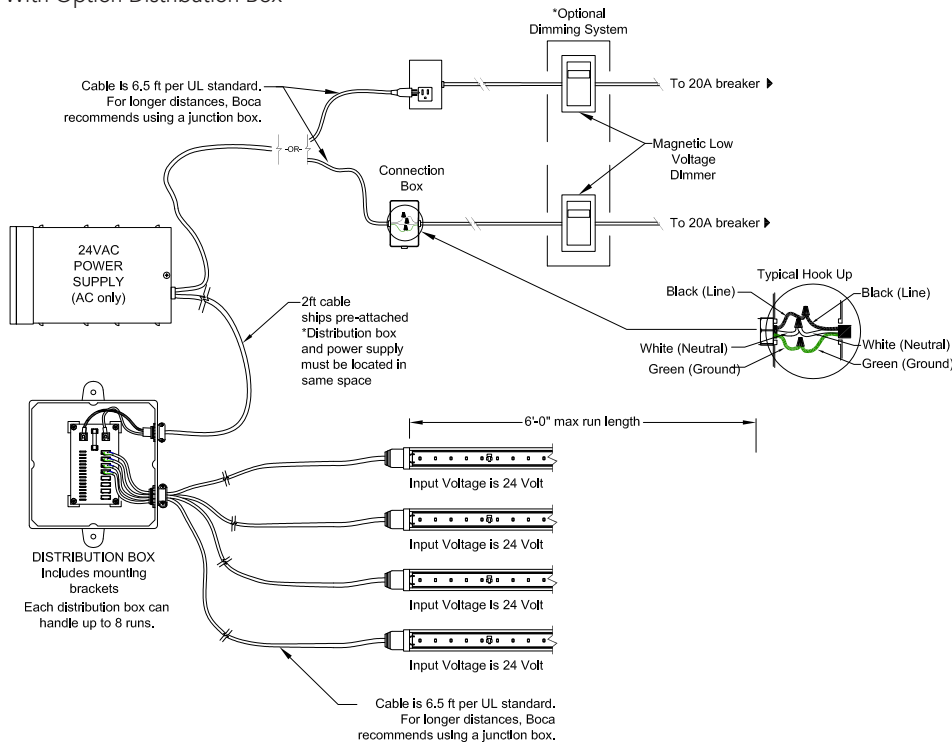 With Option Distribution Box
*Optional
Dimming System
Cable is 6.5 ft per UL standard.
For longer distances, Boca
recommends using a junction box.
To 20A breaker
-OR-
Magnetic Low
Voltage
Dimmer
Connection
Box
To 20A breaker
24VAC
POWER
SUPPLY
(AC only)
Typical Hook Up
Black (Line)
Black (Line)
White (Neutral)
White (Neutral)
Green (Ground)
Green (Ground)
2ft cable
ships pre-attached
*Distribution box
and power supply
must be located in
same space
6'-0" max run length
Input Voltage is 24 Volt
Input Voltage is 24 Volt
Input Voltage is 24 Volt
Input Voltage is 24 Volt
DISTRIBUTION BOX
Includes mounting
brackets
Each distribution box can
handle up to 8 runs.
Cable is 6.5 ft per UL standard.
For longer distances, Boca
recommends using a junction box.